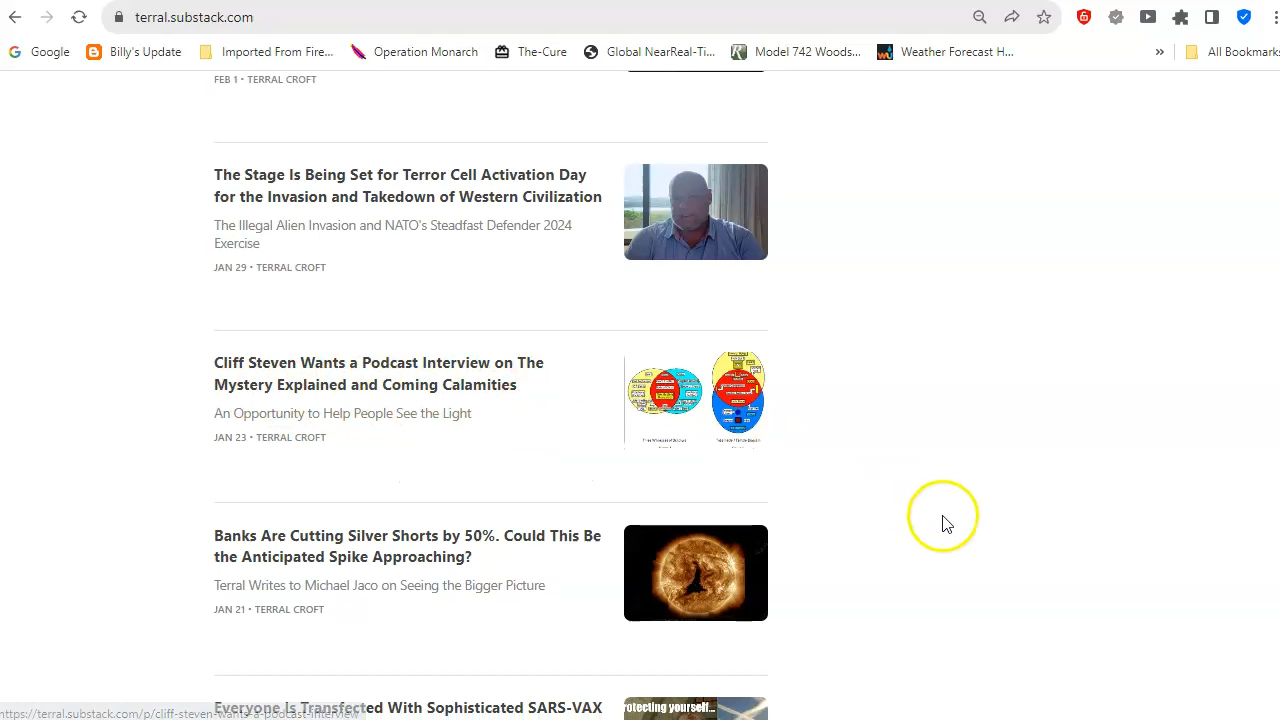 terral.substack.com
Google
Billy's Update
Imported From Fire...
Operation Monarch
The-Cure
Global NearReal-Ti...
Model 742 Woods...
Weather Forecast H...
»
All Bookmarks
FEB 1 • TERRAL CROFT
The Stage Is Being Set for Terror Cell Activation Day
for the Invasion and Takedown of Western Civilization
The Illegal Alien Invasion and NATO's Steadfast Defender 2024
Exercise
JAN 29 • TERRAL CROFT
Cliff Steven Wants a Podcast Interview on The
Mystery Explained and Coming Calamities
An Opportunity to Help People See the Light
JAN 23 • TERRAL CROFT
Banks Are Cutting Silver Shorts by 50%. Could This Be
the Anticipated Spike Approaching?
Terral Writes to Michael Jaco on Seeing the Bigger Picture
JAN 21 • TERRAL CROFT
Everyone Is Transfected With Sophisticated SARS-VAX
protecting yourself...
https://terral.substack.com/p/cliff-steven-wants-a-podcast-interview